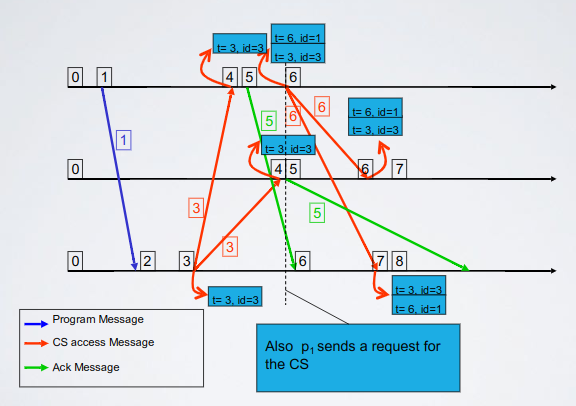 t= 6, id=1
t= 3, id=3
t= 3, id=3
0 1 4 5 6
6
5 6
t= 6, id=1
t= 3, id=3
1
t= 3; id=3
0 4 5 6 7
3
5
3
0 2 3 6 7 8
t= 3, id=3
t= 3, id=3
t= 6, id=1
Program Message
CS access Message
Ack Message
Also p1 sends a request for
the CS